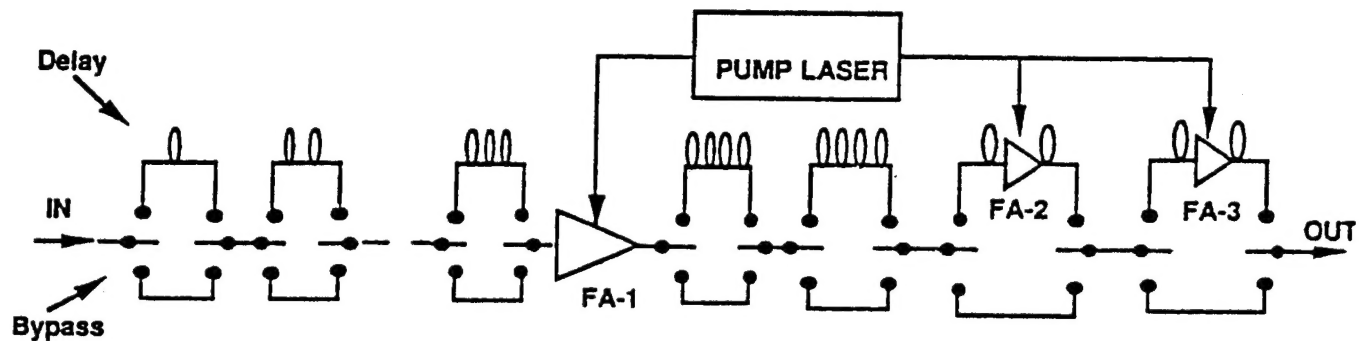 Delay
PUMP LASER
IN
FA-2
FA-3
OUT
FA-1
Bypass